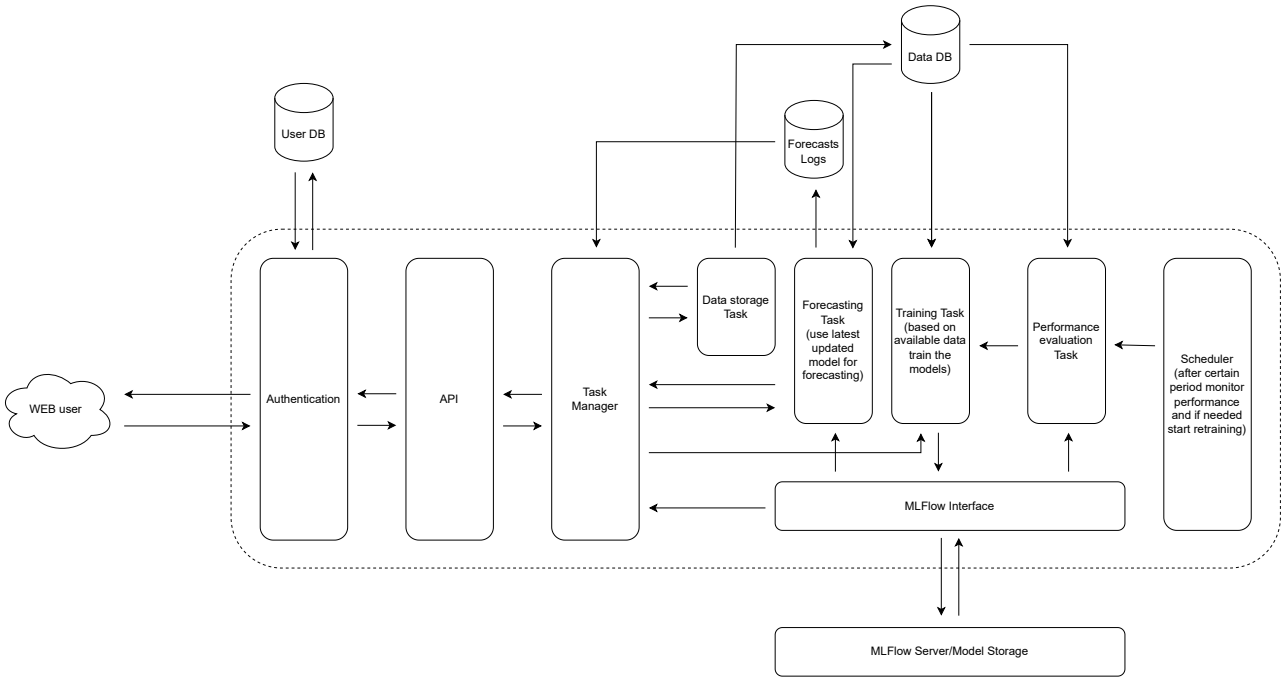 Data DB
User DB
Forecasts
Logs
WEB user
Authentication
API
Task
Manager
Data storage
Task
Forecasting
Task
(use latest
updated
model for
forecasting)
Training Task
(based on
available data
train the
models)
Performance
evaluation
Task
Scheduler
(after certain
period monitor
performance
and if needed
start retraining)
MLFlow Interface
MLFlow Server/Model Storage